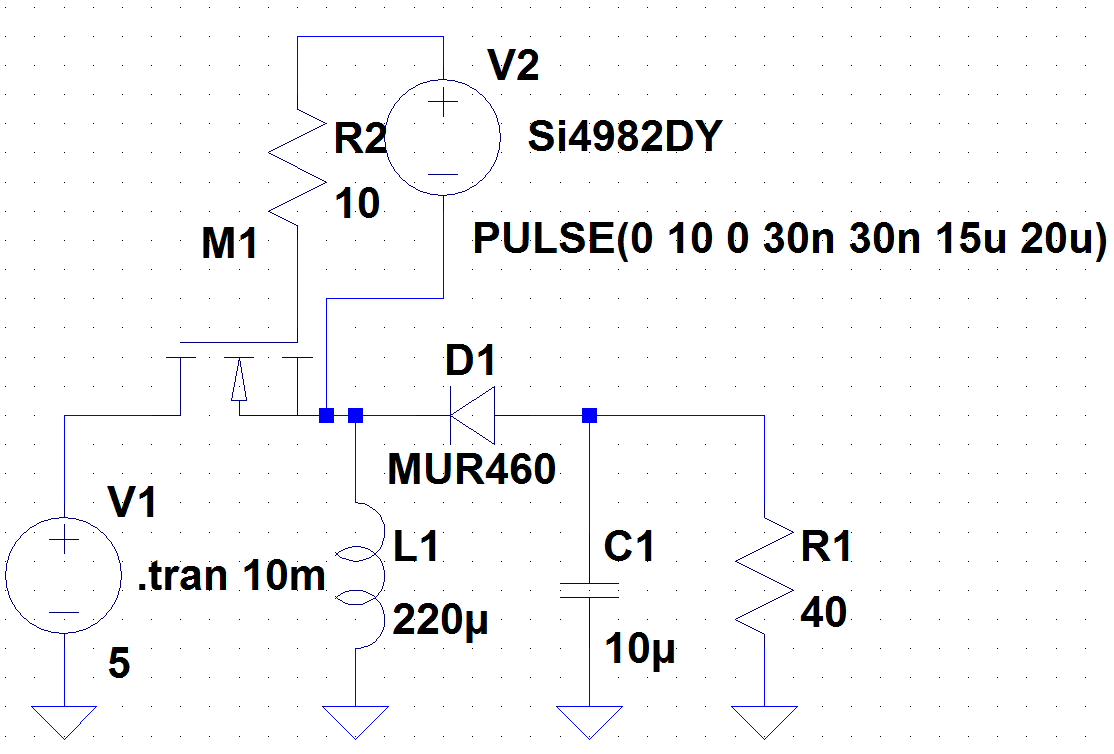 V2
R2
Si4982DY
10
M1
PULSE(0 10 0 30n 30n 15u 20u)
D1
MUR460
V1
.tran 10m
L1
C1
R1
220µ
40
10µ
5